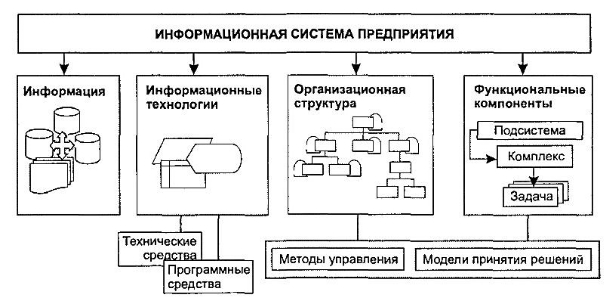 ИНФОРМАЦИОННАЯ СИСТЕМА ПРЕДПРИЯТИЯ
Информация
Информационные
технологии
Организационная
структура
Функциональные
компоненты
Подсистема
Комплекс
Задача
Технические
средства
Программные
средства
Методы управления
Модели принятия решений